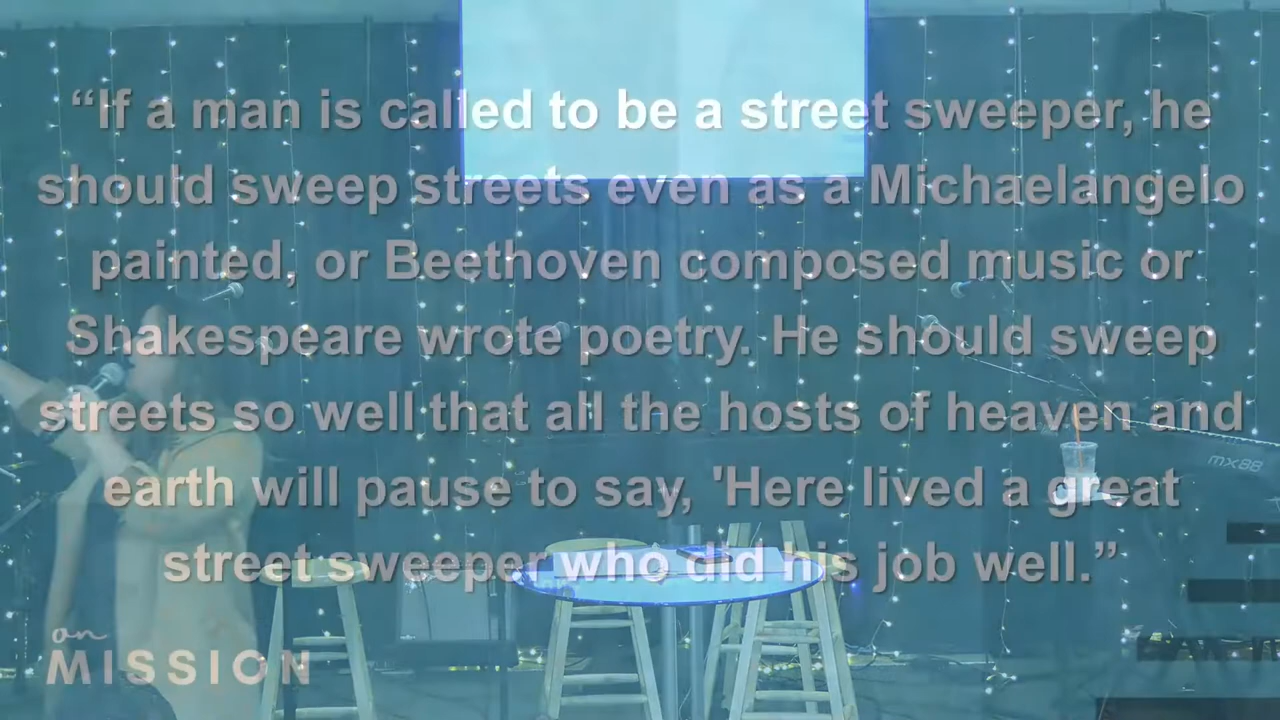 “If a man is called to be a street sweeper, he
should sweep streets even as a Michaelangelo
painted, or Beethoven composed music or
Shakespeare wrote poetry. He should sweep
streets so well that all the hosts of heaven and
earth will pause to say, 'Here lived a great
street sweeper who did his job well.”
on
MISSION
mx88